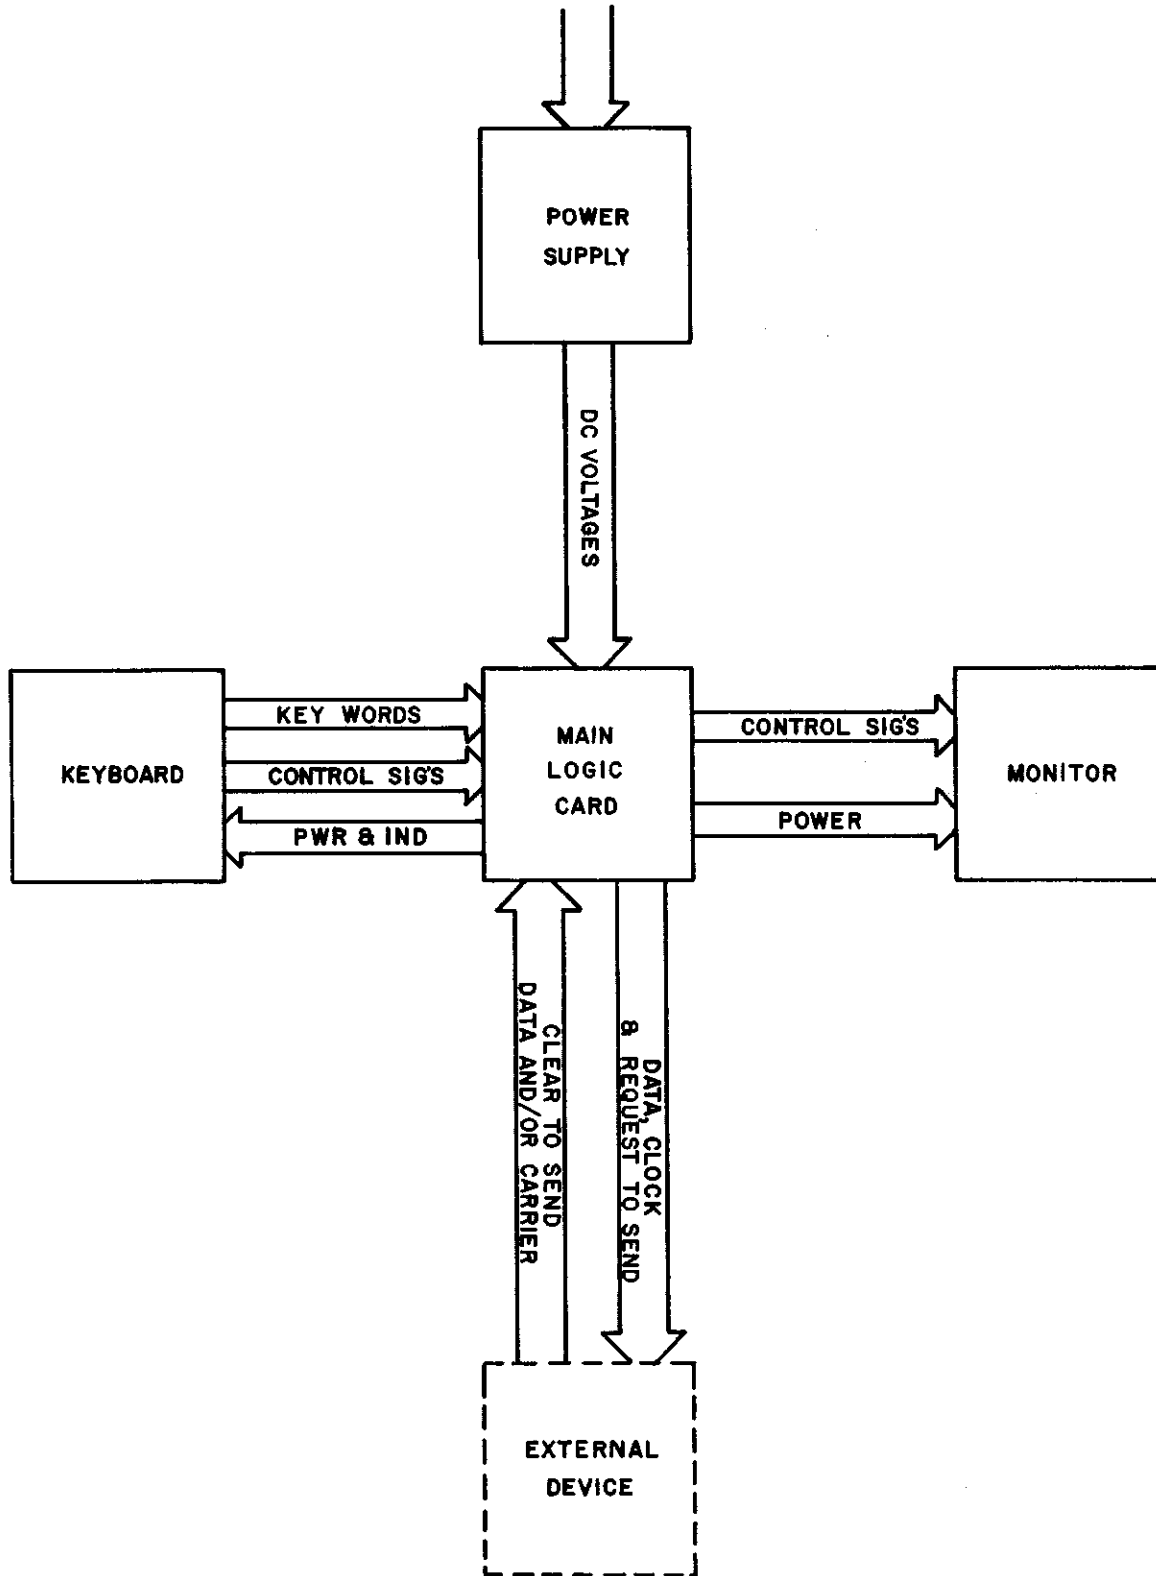 POWER
SUPPLY
DC VOLTAGES
KEYBOARD
KEY WORDS
CONTROL SIG'S
PWR & IND
MAIN
LOGIC
CARD
CONTROL SIG'S
POWER
MONITOR
CLEAR TO SEND
DATA AND/OR CARRIER
DATA, CLOCK
& REQUEST TO SEND
EXTERNAL
DEVICE